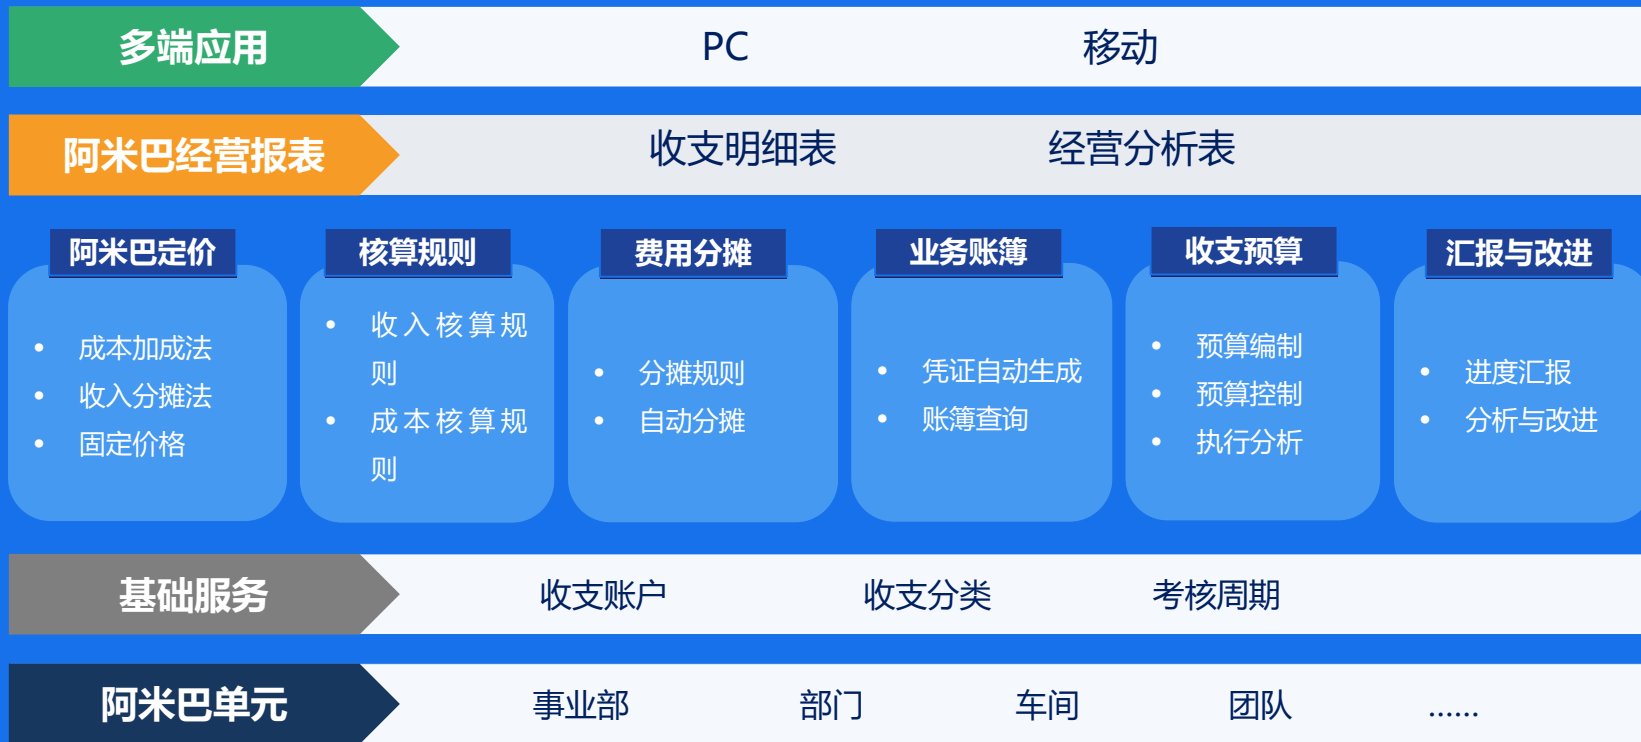 多端应用
PC
移动
阿米巴经营报表
收支明细表
经营分析表
阿米巴定价
• 成本加成法
• 收入分摊法
• 固定价格
核算规则
• 收入核算规
则
• 成本核算规
则
费用分摊
• 分摊规则
• 自动分摊
业务账簿
• 凭证自动生成
• 账簿查询
收支预算
• 预算编制
• 预算控制
• 执行分析
汇报与改进
• 进度汇报
• 分析与改进
基础服务
收支账户
收支分类
考核周期
阿米巴单元
事业部
部门
车间
团队
......